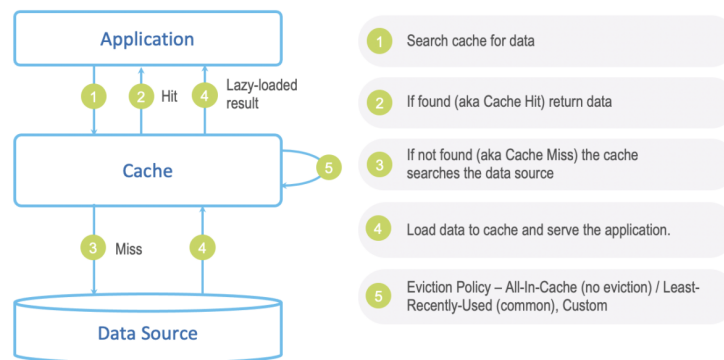 Application
1
2
Hit
4
Lazy-loaded
result
Cache
5
3
Miss
4
Data Source
1
Search cache for data
2
If found (aka Cache Hit) return data
3
If not found (aka Cache Miss) the cache
searches the data source
4
Load data to cache and serve the application.
5
Eviction Policy – All-In-Cache (no eviction) / Least-
Recently-Used (common), Custom